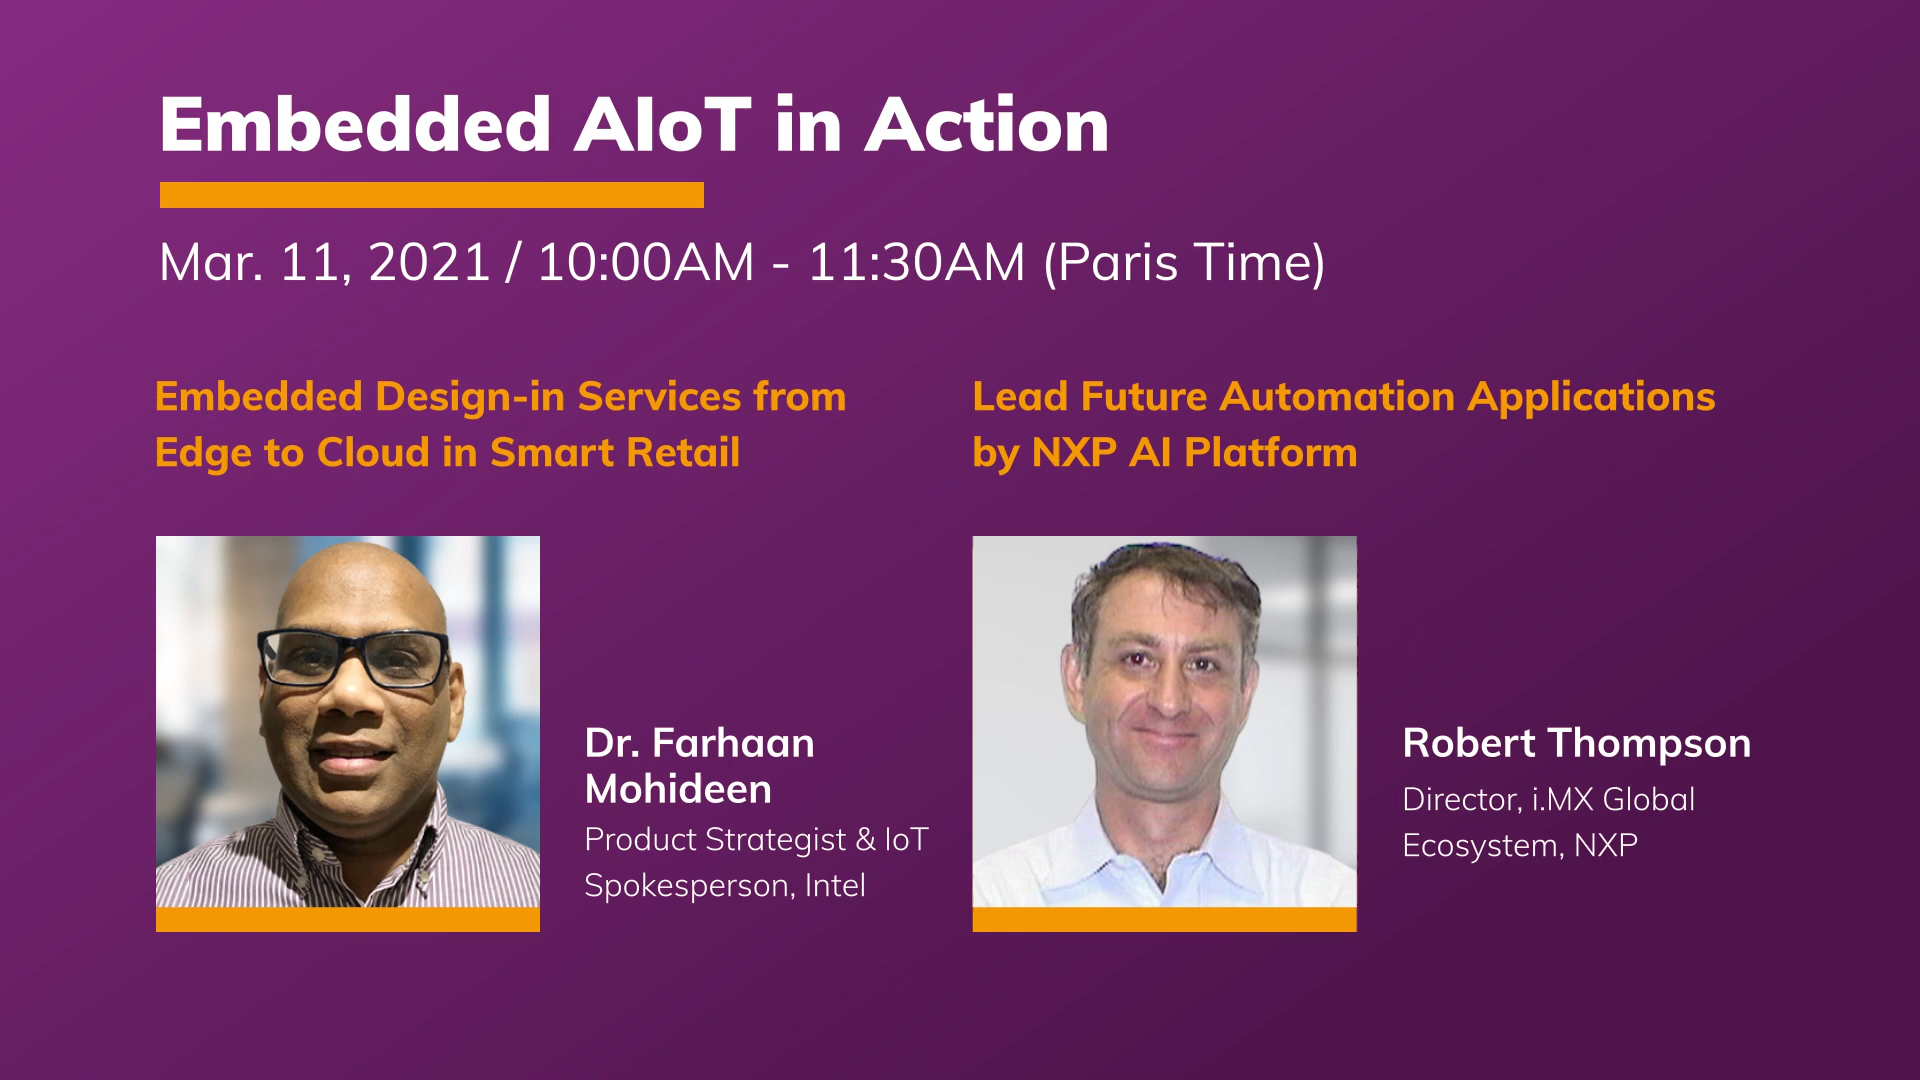 Embedded AIoT in Action
Mar. 11, 2021 / 10:00AM - 11:30AM (Paris Time)
Embedded Design-in Services from
Edge to Cloud in Smart Retail
Dr. Farhaan
Mohideen
Product Strategist & IoT
Spokesperson, Intel
Lead Future Automation Applications
by NXP AI Platform
Robert Thompson
Director, i.MX Global
Ecosystem, NXP